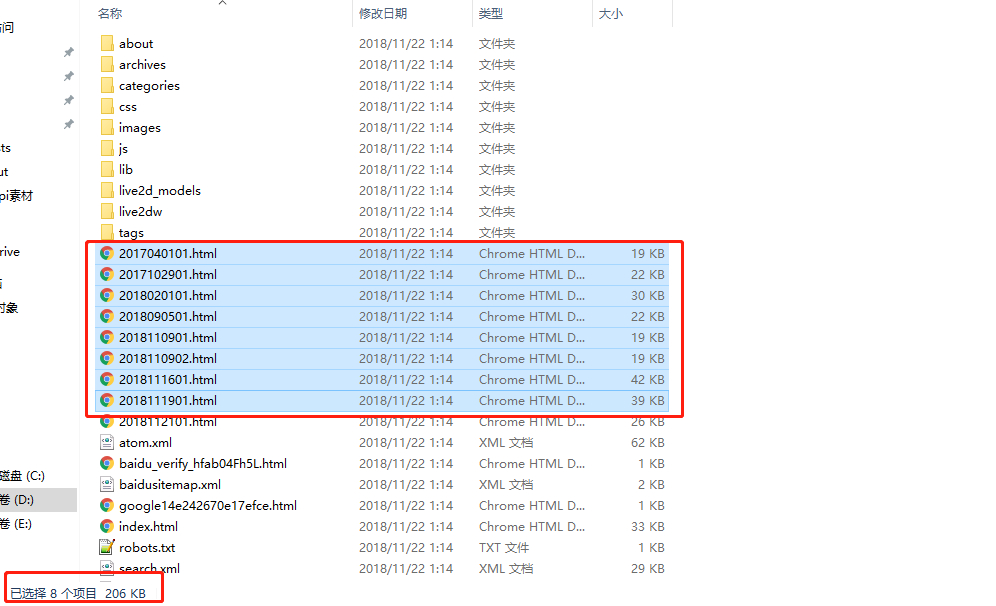 名称 修改日期 类型 大小
问
about 2018/11/22 1:14 文件夹
archives 2018/11/22 1:14 文件夹
categories 2018/11/22 1:14 文件夹
css 2018/11/22 1:14 文件夹
images 2018/11/22 1:14 文件夹
js 2018/11/22 1:14 文件夹
sts
lib 2018/11/22 1:14 文件夹
ut
live2d_models 2018/11/22 1:14 文件夹
pi素材
live2dw 2018/11/22 1:14 文件夹
tags 2018/11/22 1:14 文件夹
rive
2017040101.html 2018/11/22 1:14 Chrome HTML D... 19 KB
2017102901.html 2018/11/22 1:14 Chrome HTML D... 22 KB
2018020101.html 2018/11/22 1:14 Chrome HTML D... 30 KB
对象
2018090501.html 2018/11/22 1:14 Chrome HTML D... 22 KB
2018110901.html 2018/11/22 1:14 Chrome HTML D... 19 KB
2018110902.html 2018/11/22 1:14 Chrome HTML D... 19 KB
2018111601.html 2018/11/22 1:14 Chrome HTML D... 42 KB
2018111901.html 2018/11/22 1:14 Chrome HTML D... 39 KB
2018112101.html 2018/11/22 1:14 Chrome HTML D... 26 KB
atom.xml 2018/11/22 1:14 XML 文档 62 KB
baidu_verify_hfab04Fh5L.html 2018/11/22 1:14 Chrome HTML D... 1 KB
磁盘 (C:)
baidusitemap.xml 2018/11/22 1:14 XML 文档 2 KB
卷 (D:)
google14e242670e17efce.html 2018/11/22 1:14 Chrome HTML D... 1 KB
卷 (E:)
index.html 2018/11/22 1:14 Chrome HTML D... 33 KB
robots.txt 2018/11/22 1:14 TXT 文件 1 KB
search.xml 2018/11/22 1:14 XML 文档 29 KB
已选择 8 个项目 206 KB